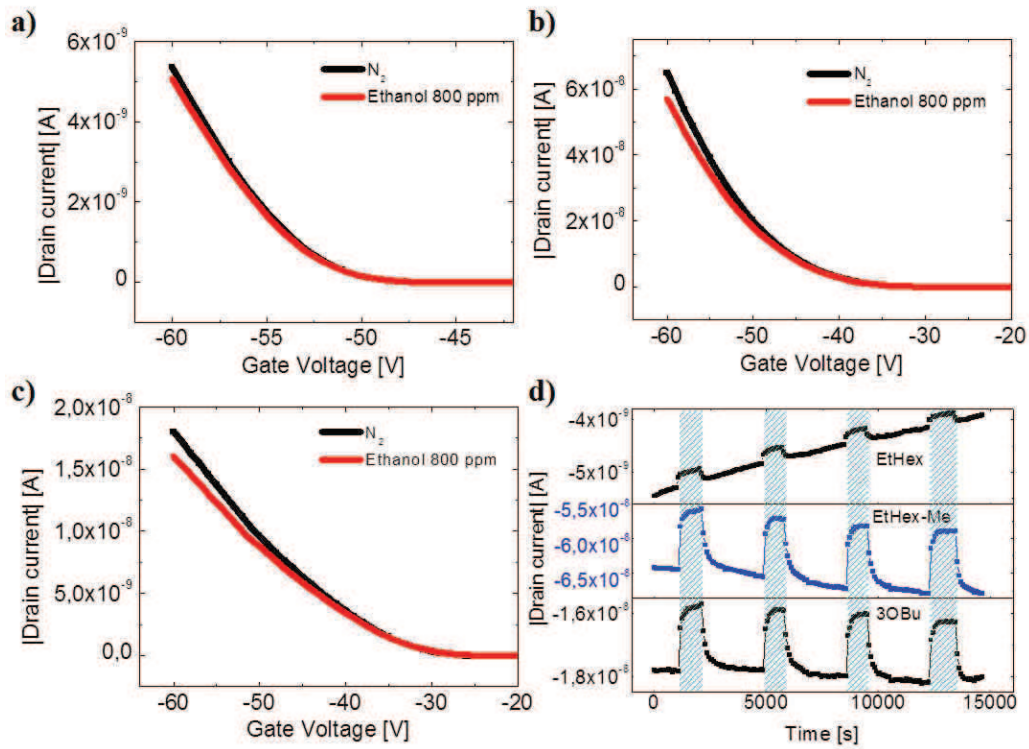 a)
6x10⁻⁹
4x10⁻⁹
2x10⁻⁹
0
|Drain current| [A]
N₂
Ethanol 800 ppm
-60
-55
-50
-45
Gate Voltage [V]
b)
6x10⁻⁸
4x10⁻⁸
2x10⁻⁸
0
|Drain current| [A]
N₂
Ethanol 800 ppm
-60
-50
-40
-30
-20
Gate Voltage [V]
c)
2,0x10⁻⁸
1,5x10⁻⁸
1,0x10⁻⁸
5,0x10⁻⁹
0,0
|Drain current| [A]
N₂
Ethanol 800 ppm
-60
-50
-40
-30
-20
Gate Voltage [V]
d)
-4x10⁻⁹
-5x10⁻⁹
EtHex
-5,5x10⁻⁸
-6,0x10⁻⁸
-6,5x10⁻⁸
EtHex-Me
-1,6x10⁻⁸
-1,8x10⁻⁸
3OBu
|Drain current| [A]
0
5000
10000
15000
Time [s]